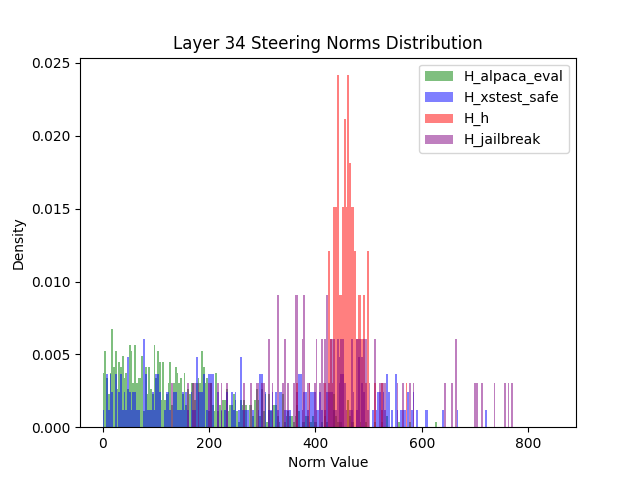 Layer 34 Steering Norms Distribution
H_alpaca_eval
H_xstest_safe
H_h
H_jailbreak
0.025
0.020
0.015
0.010
0.005
0.000
Density
0
200
400
600
800
Norm Value